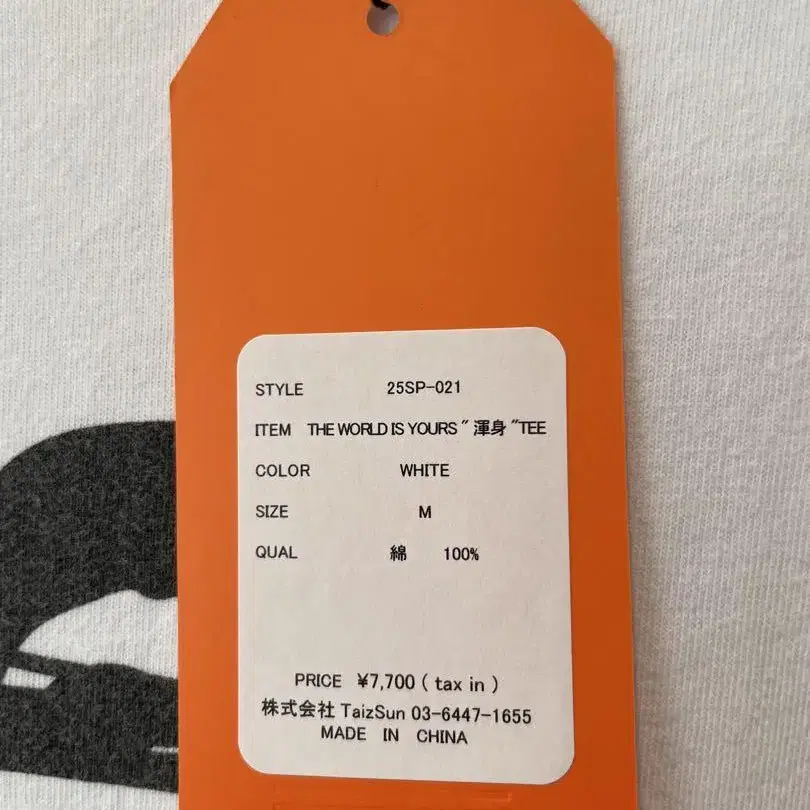 STYLE 25SP-021
ITEM THE WORLD IS YOURS "渾身"TEE
COLOR WHITE
SIZE M
QUAL 綿 100%
PRICE ¥7,700 ( tax in )
株式会社 TaizSun 03-6447-1655
MADE IN CHINA